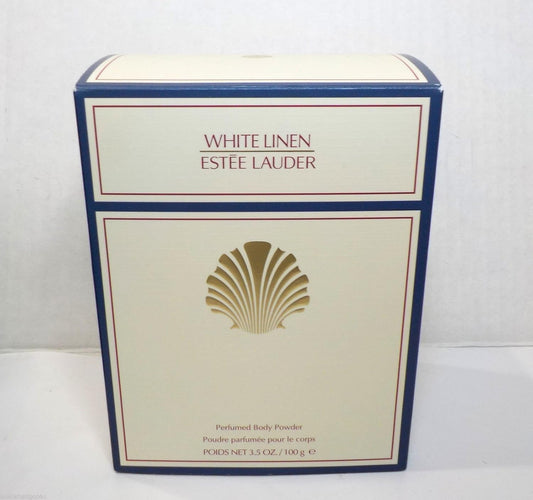 WHITE LINEN
ESTĒE LAUDER
Perfumed Body Powder
Poudre parfumée pour le corps
POIDS NET 3.5 OZ. / 100 g ℮